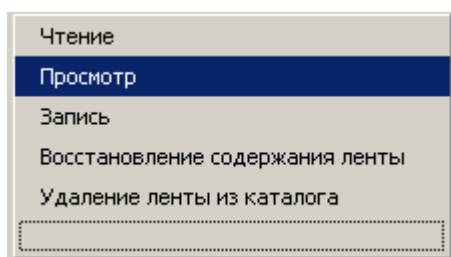 Чтение
Просмотр
Запись
Восстановление содержания ленты
Удаление ленты из каталога